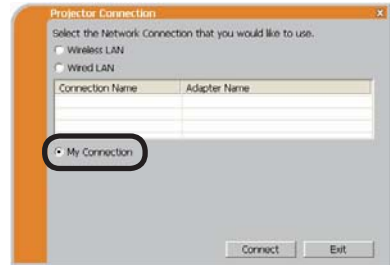 Projector Connection
Select the Network Connection that you would like to use.
Wireless LAN
Wired LAN
Connection Name Adapter Name
My Connection
Connect Exit